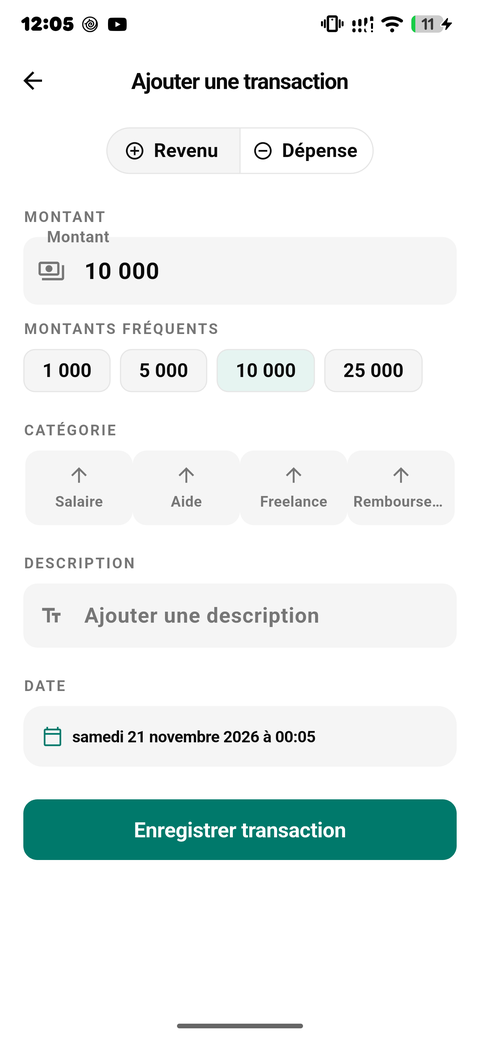 12:05
11
Ajouter une transaction
Revenu Dépense
MONTANT
Montant
10 000
MONTANTS FRÉQUENTS
1 000 5 000 10 000 25 000
CATÉGORIE
Salaire Aide Freelance Rembourse...
DESCRIPTION
Tт Ajouter une description
DATE
samedi 21 novembre 2026 à 00:05
Enregistrer transaction